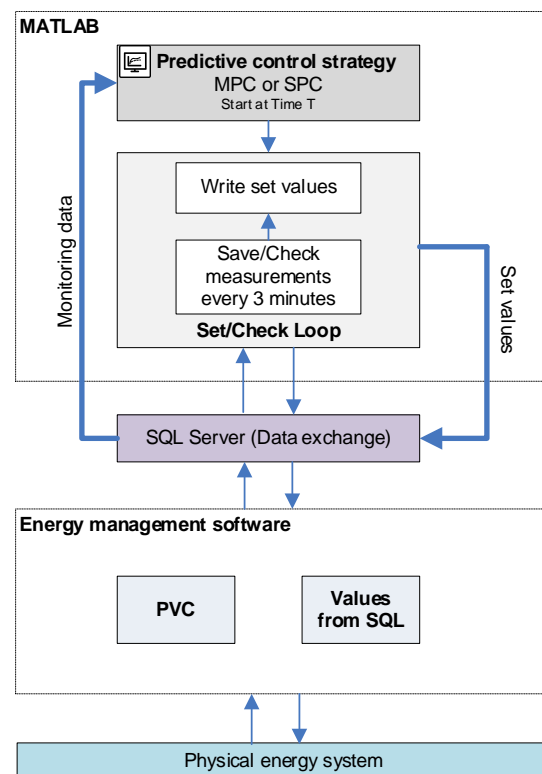 MATLAB
Predictive control strategy
MPC or SPC
Start at Time T
Write set values
Save/Check
measurements
every 3 minutes
Set/Check Loop
Monitoring data
Set values
SQL Server (Data exchange)
Energy management software
PVC
Values
from SQL
Physical energy system